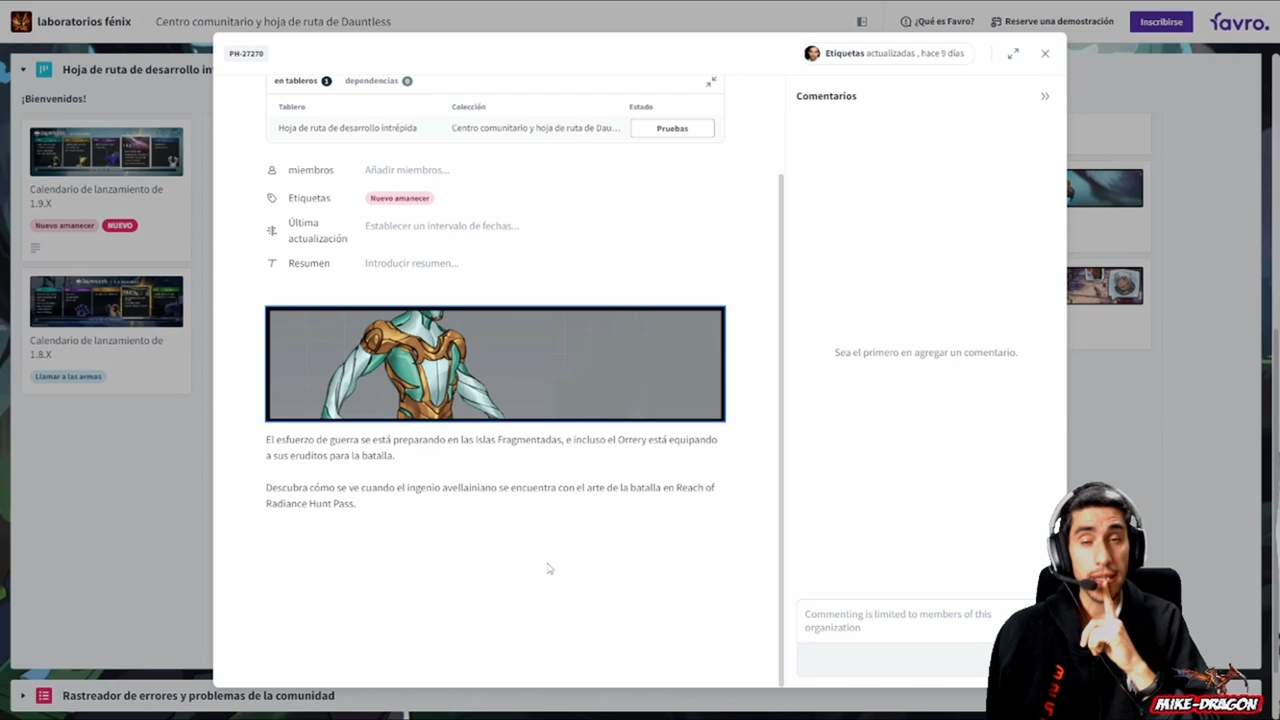 laboratorios fénix
Centro comunitario y hoja de ruta de Dauntless
¿Qué es Favro?
Reserve una demostración
Inscribirse
favro.
Hoja de ruta de desarrollo in
¡Bienvenidos!
Calendario de lanzamiento de
1.9.X
Nuevo amanecer
NUEVO
Calendario de lanzamiento de
1.8.X
Llamar a las armas
PH-27270
Etiquetas actualizadas , hace 9 días
en tableros 1
dependencias 0
Tablero
Colección
Estado
Hoja de ruta de desarrollo intrépida
Centro comunitario y hoja de ruta de Dau...
Pruebas
miembros
Añadir miembros...
Etiquetas
Nuevo amanecer
Última
actualización
Establecer un intervalo de fechas...
Resumen
Introducir resumen...
El esfuerzo de guerra se está preparando en las Islas Fragmentadas, e incluso el Orrery está equipando
a sus eruditos para la batalla.
Descubra cómo se ve cuando el ingenio avellainiano se encuentra con el arte de la batalla en Reach of
Radiance Hunt Pass.
Comentarios
Sea el primero en agregar un comentario.
Commenting is limited to members of this
organization
Rastreador de errores y problemas de la comunidad
MIKE-DRAGON